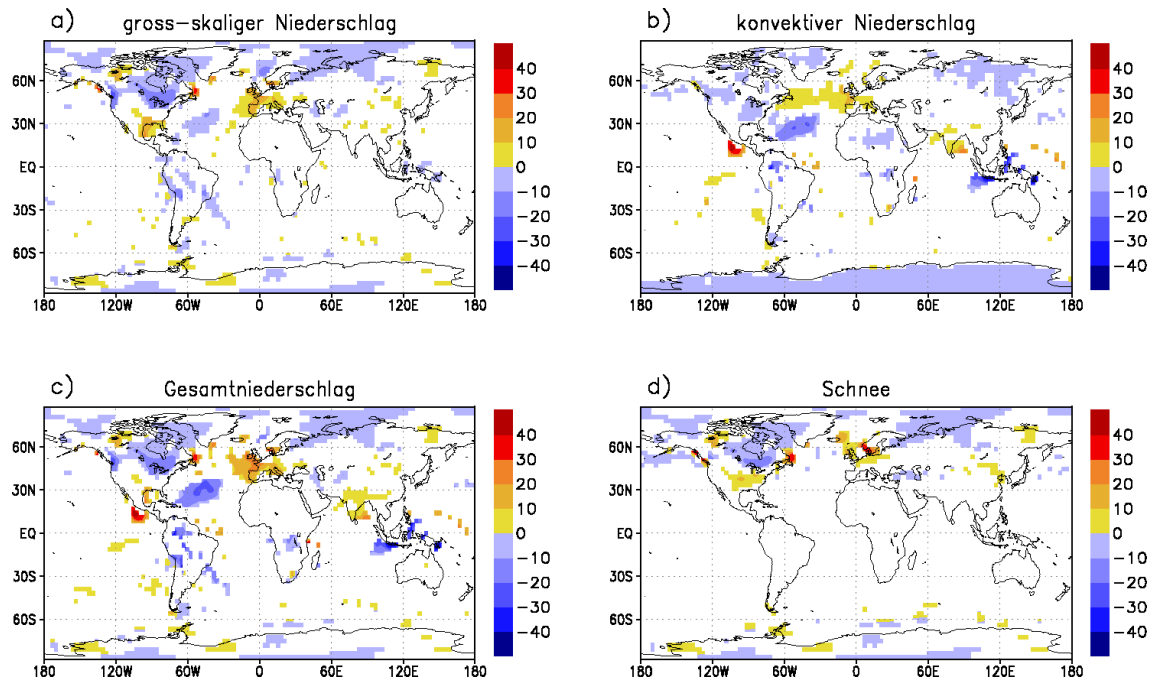 a) gross-skaliger Niederschlag
60N
30N
EQ
30S
60S
180 120W 60W 0 60E 120E 180
40
30
20
10
0
-10
-20
-30
-40
b) konvektiver Niederschlag
60N
30N
EQ
30S
60S
180 120W 60W 0 60E 120E 180
40
30
20
10
0
-10
-20
-30
-40
c) Gesamtniederschlag
60N
30N
EQ
30S
60S
180 120W 60W 0 60E 120E 180
40
30
20
10
0
-10
-20
-30
-40
d) Schnee
60N
30N
EQ
30S
60S
180 120W 60W 0 60E 120E 180
40
30
20
10
0
-10
-20
-30
-40